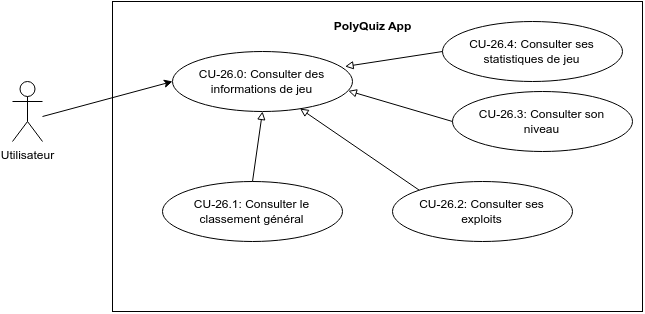 PolyQuiz App
CU-26.4: Consulter ses
statistiques de jeu
CU-26.0: Consulter des
informations de jeu
CU-26.3: Consulter son
niveau
Utilisateur
CU-26.1: Consulter le
classement général
CU-26.2: Consulter ses
exploits